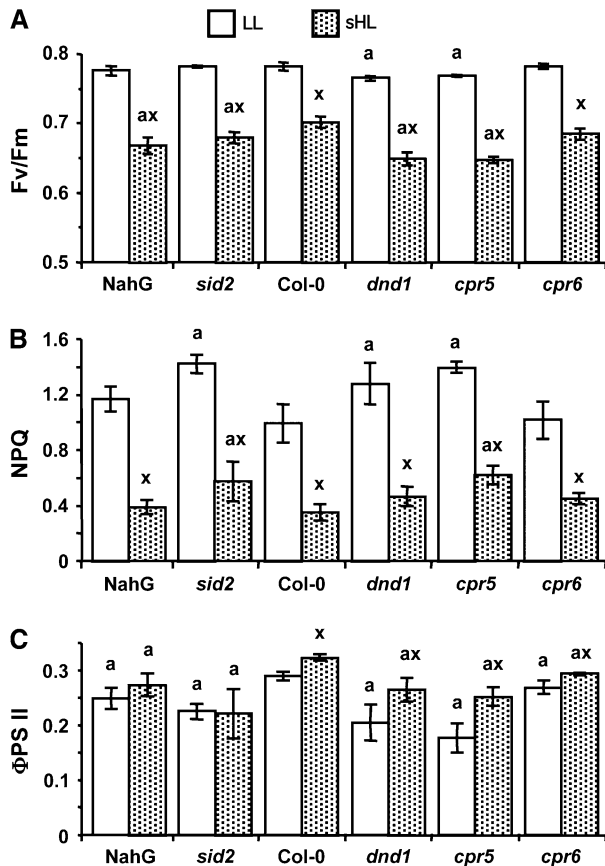 A
LL sHL
0.8
0.7
0.6
0.5
Fv/Fm
ax ax x a ax a ax x
NahG sid2 Col-0 dnd1 cpr5 cpr6
B
1.6
1.2
0.8
0.4
0
NPQ
x a ax x a x a ax x
NahG sid2 Col-0 dnd1 cpr5 cpr6
C
0.3
0.2
0.1
0
ΦPS II
a a a a x a ax a ax a ax
NahG sid2 Col-0 dnd1 cpr5 cpr6